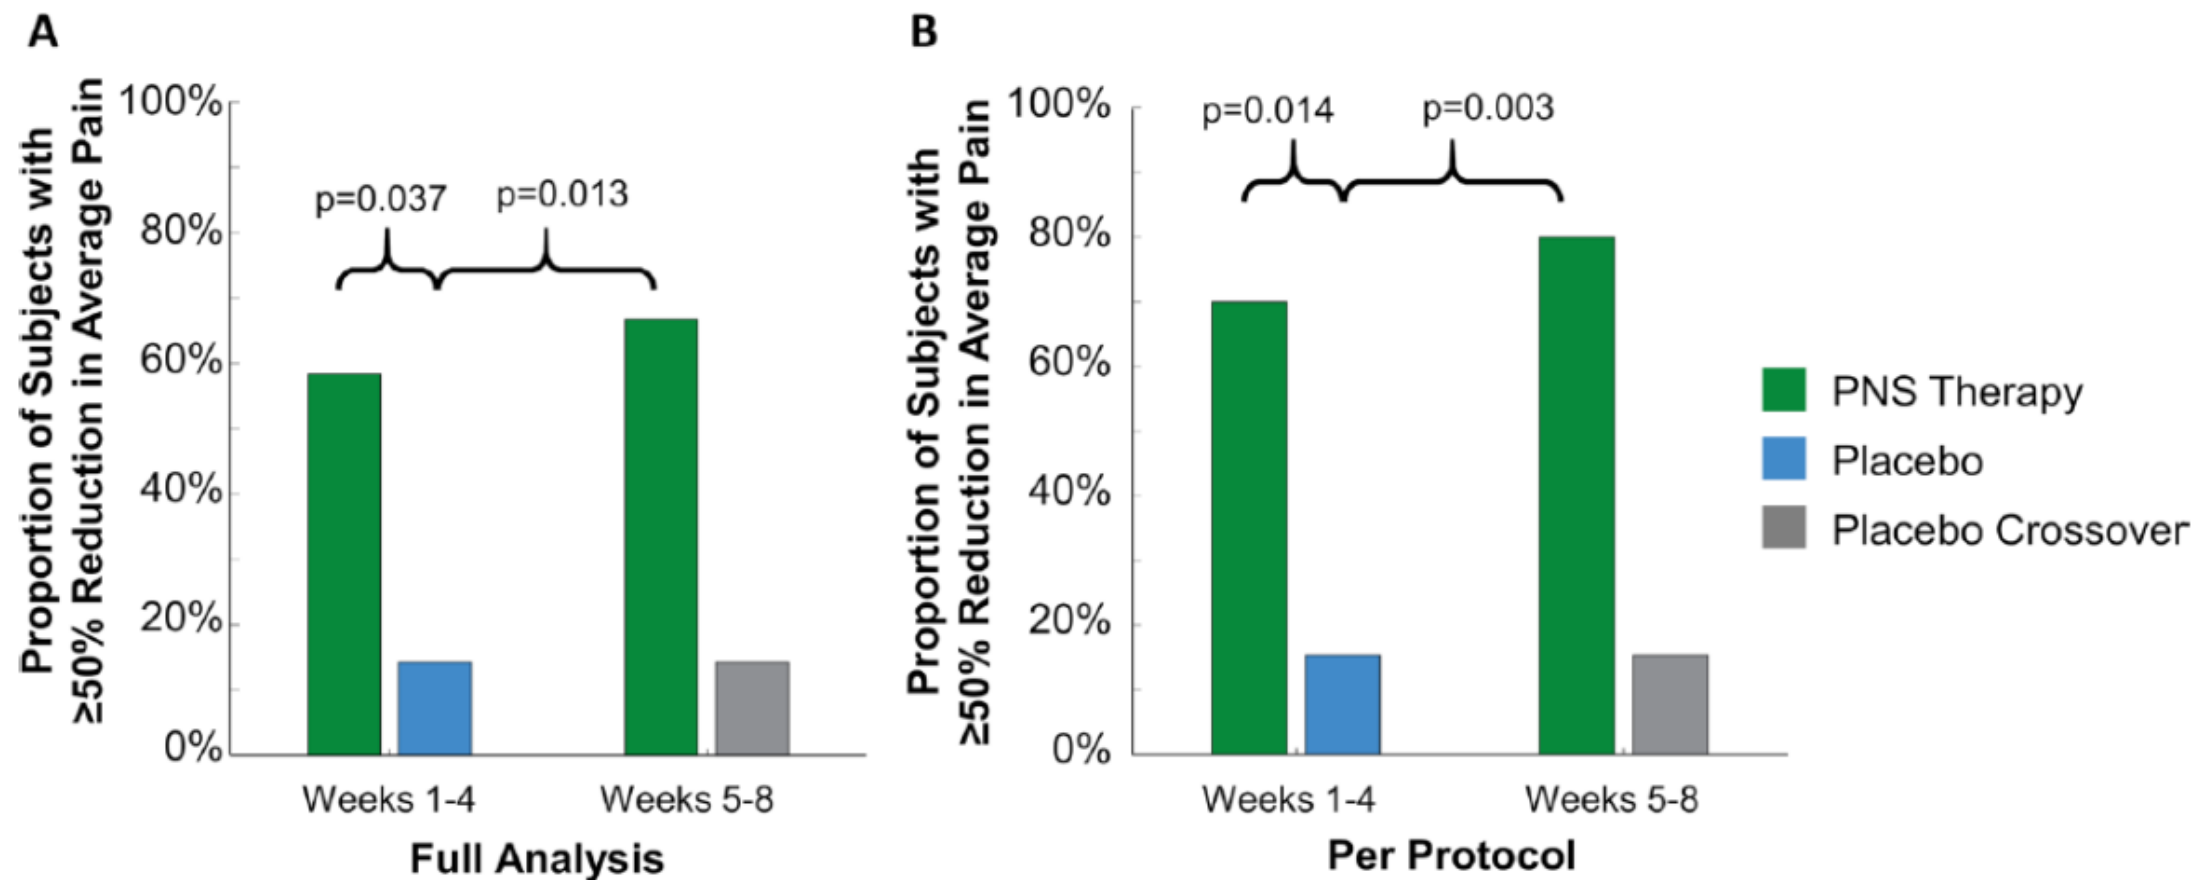 A
Proportion of Subjects with
≥50% Reduction in Average Pain
100%
80%
60%
40%
20%
0%
p=0.037
p=0.013
Weeks 1-4
Weeks 5-8
Full Analysis
B
Proportion of Subjects with
≥50% Reduction in Average Pain
100%
80%
60%
40%
20%
0%
p=0.014
p=0.003
Weeks 1-4
Weeks 5-8
Per Protocol
PNS Therapy
Placebo
Placebo Crossover